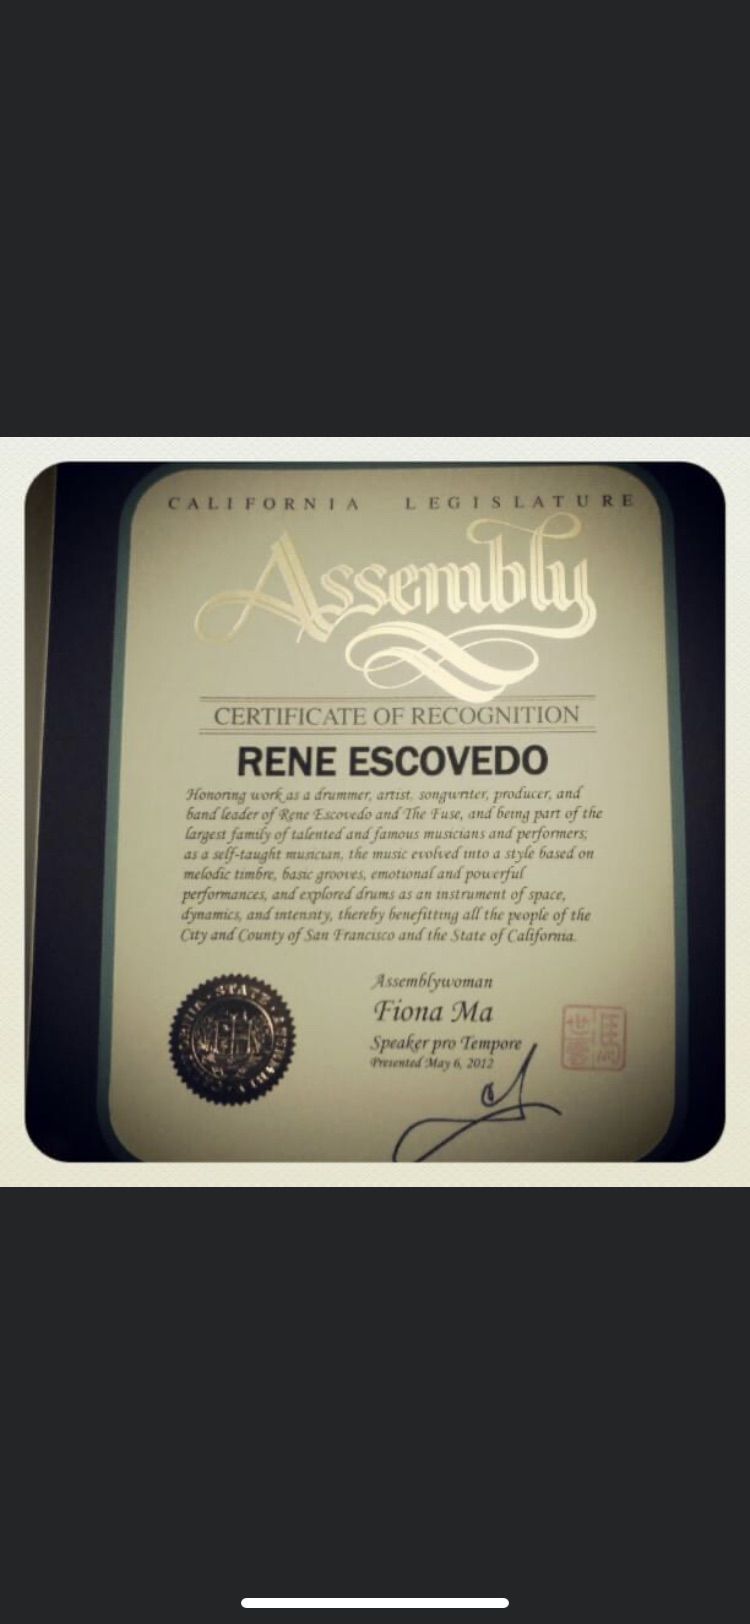 CALIFORNIA LEGISLATURE
Assembly
CERTIFICATE OF RECOGNITION
RENE ESCOVEDO
Honoring work as a drummer, artist, songwriter, producer, and
band leader of Rene Escovedo and The Fuse, and being part of the
largest family of talented and famous musicians and performers;
as a self-taught musician, the music evolved into a style based on
melodic timbre, basic grooves, emotional and powerful
performances, and explored drums as an instrument of space,
dynamics, and intensity, thereby benefitting all the people of the
City and County of San Francisco and the State of California.
Assemblywoman
Fiona Ma
Speaker pro Tempore
Presented May 6, 2012
STATE